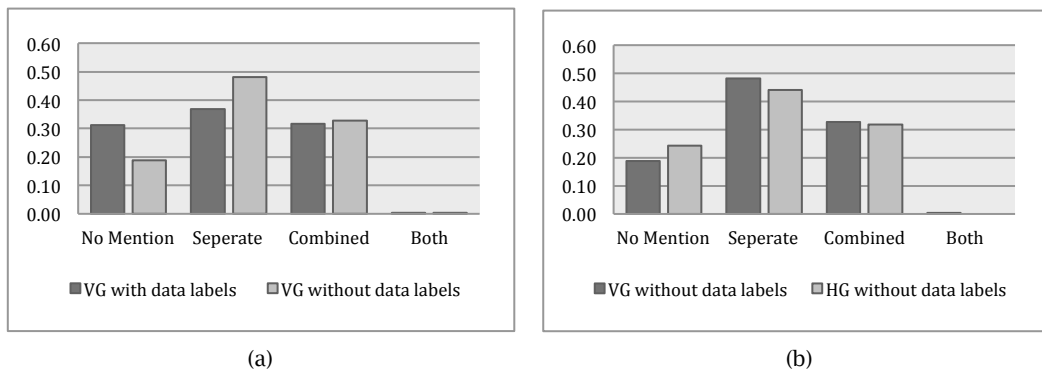 0.60
0.50
0.40
0.30
0.20
0.10
0.00
No Mention Seperate Combined Both
VG with data labels VG without data labels
(a)
0.60
0.50
0.40
0.30
0.20
0.10
0.00
No Mention Seperate Combined Both
VG without data labels HG without data labels
(b)